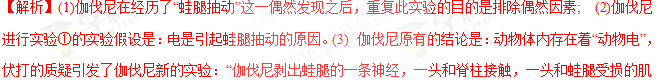 【解析】(1)伽伐尼在经历了“蛙腿抽动”这一偶然发现之后，重复此实验的目的是排除偶然因素； (2)伽伐尼
进行实验①的实验假设是：电是引起蛙腿抽动的原因。(3) 伽伐尼原有的结论是：动物体内存在着“动物电”，
伏打的质疑引发了伽伐尼新的实验：“伽伐尼剥出蛙腿的一条神经，一头和脊柱接触，一头和蛙腿受损的肌